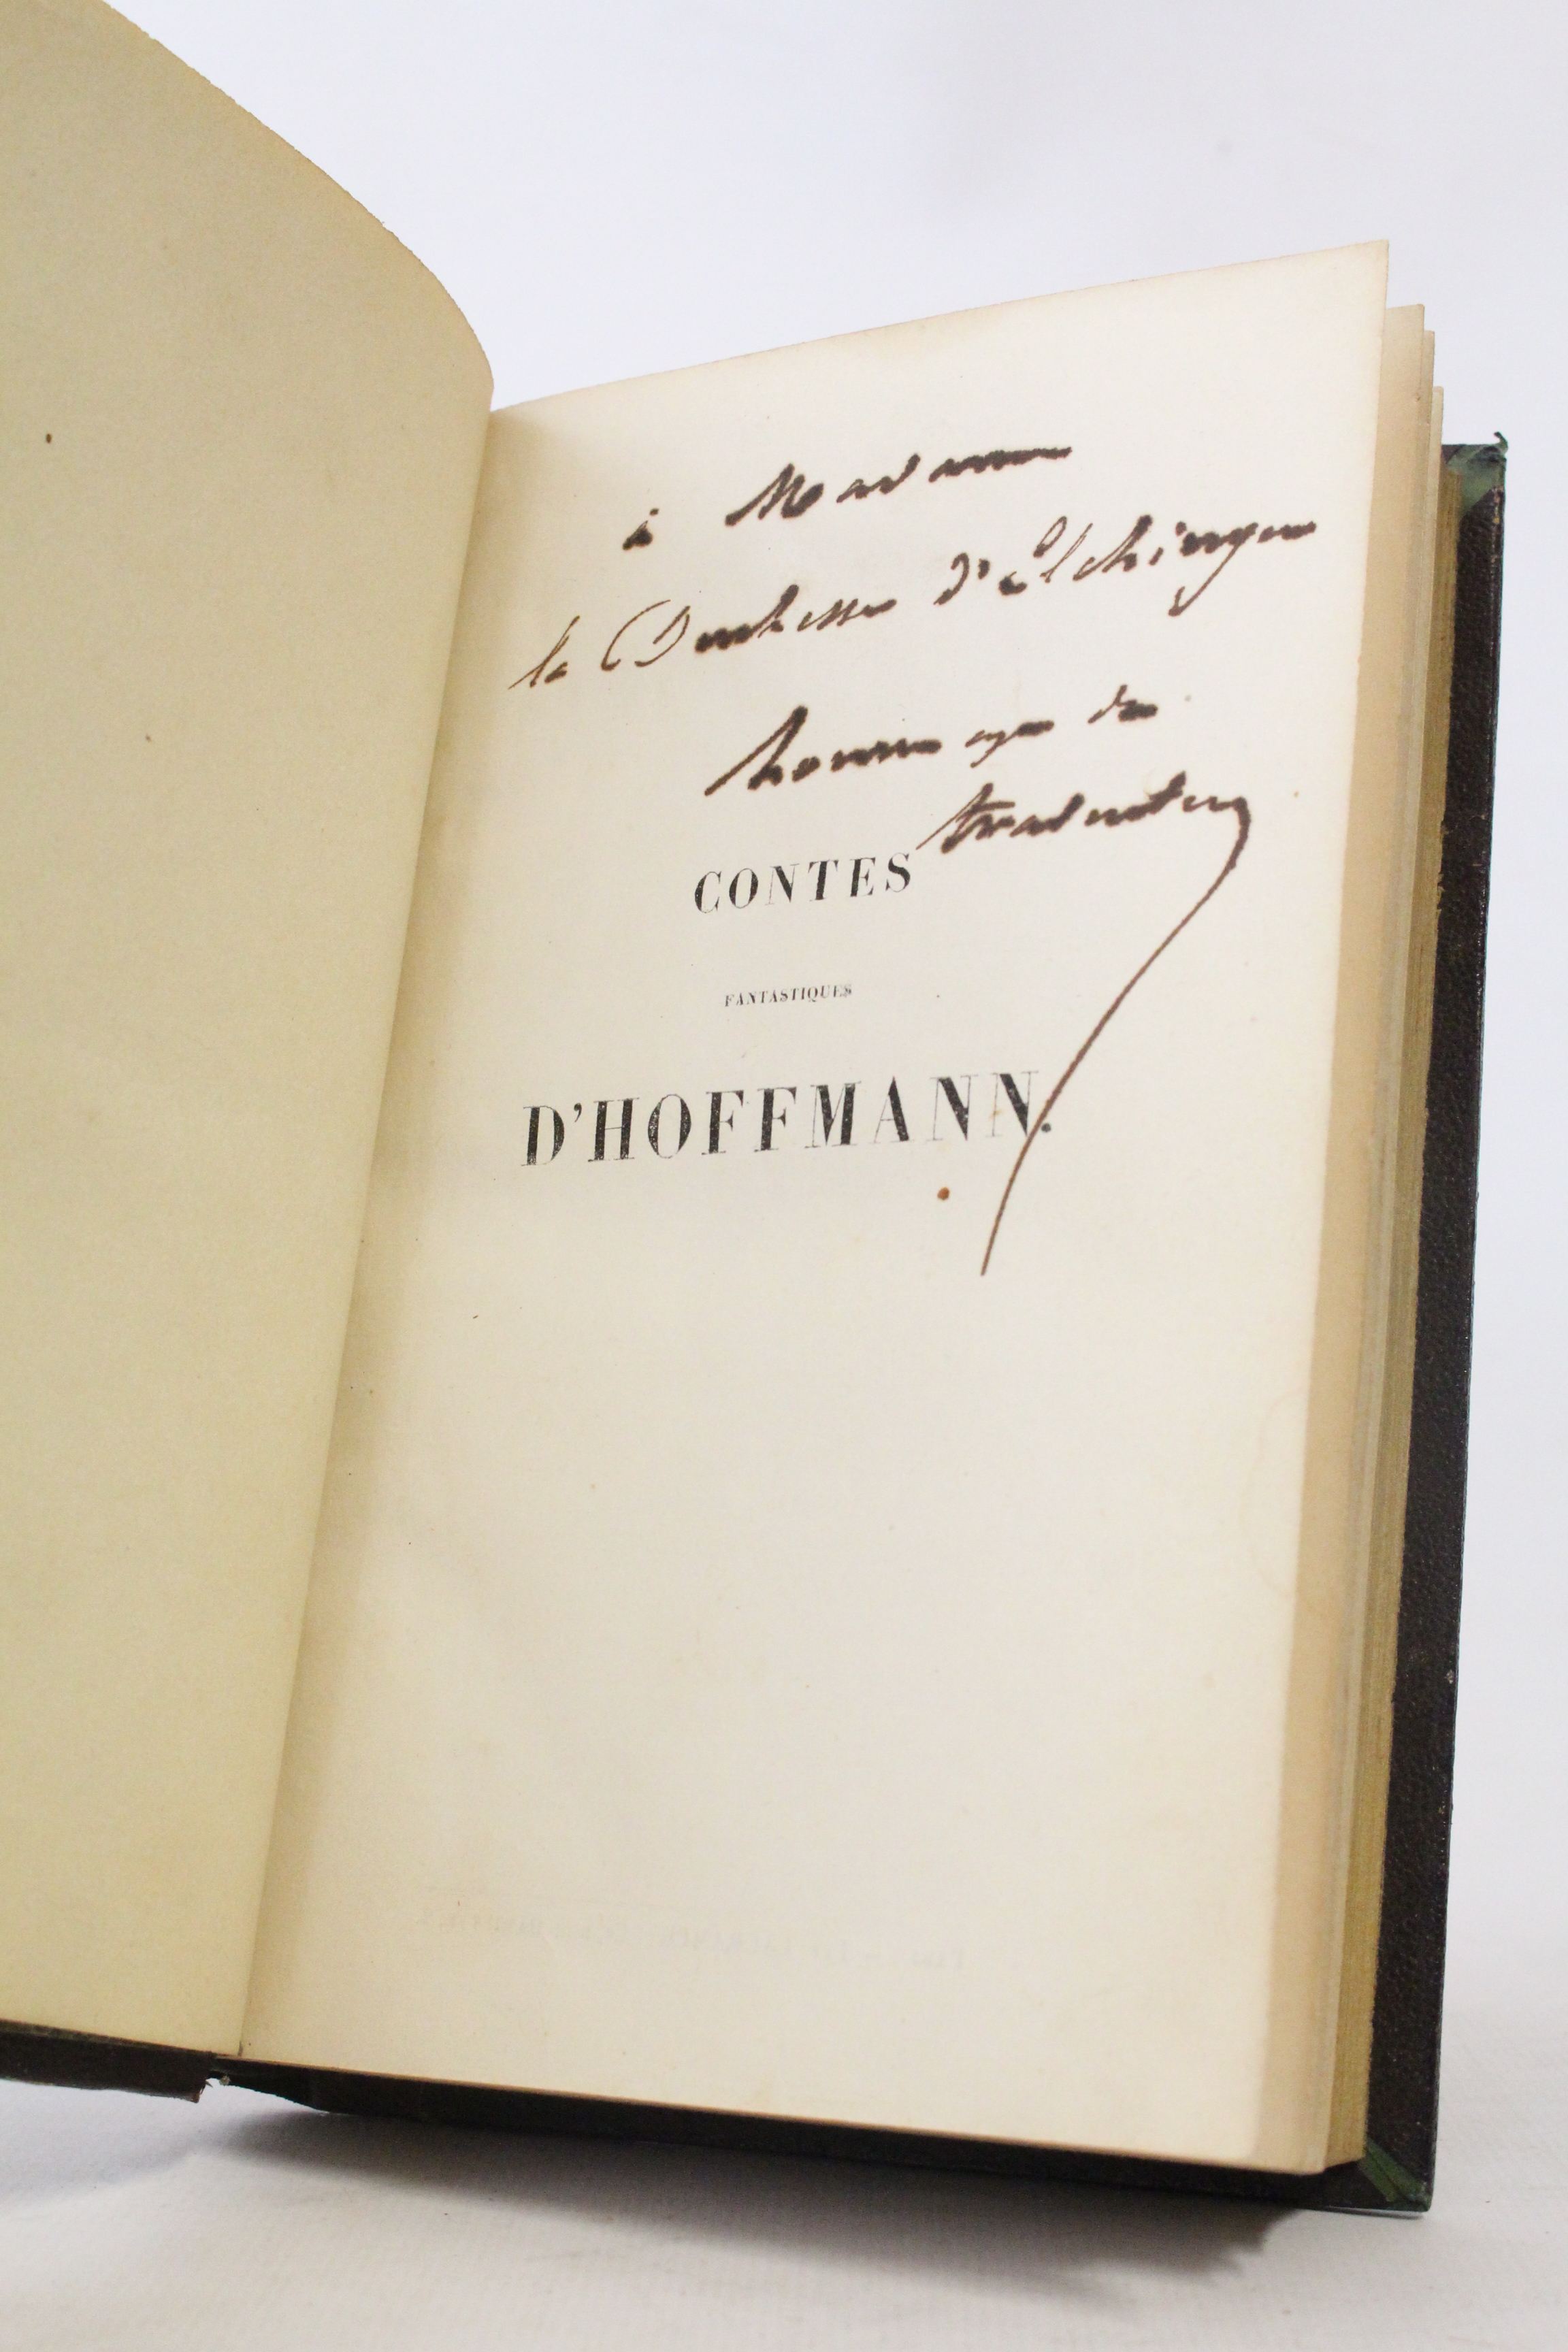 à Madame
la Duchesse d'Elchingen
hommage du
traducteur
CONTES
FANTASTIQUES
D'HOFFMANN.